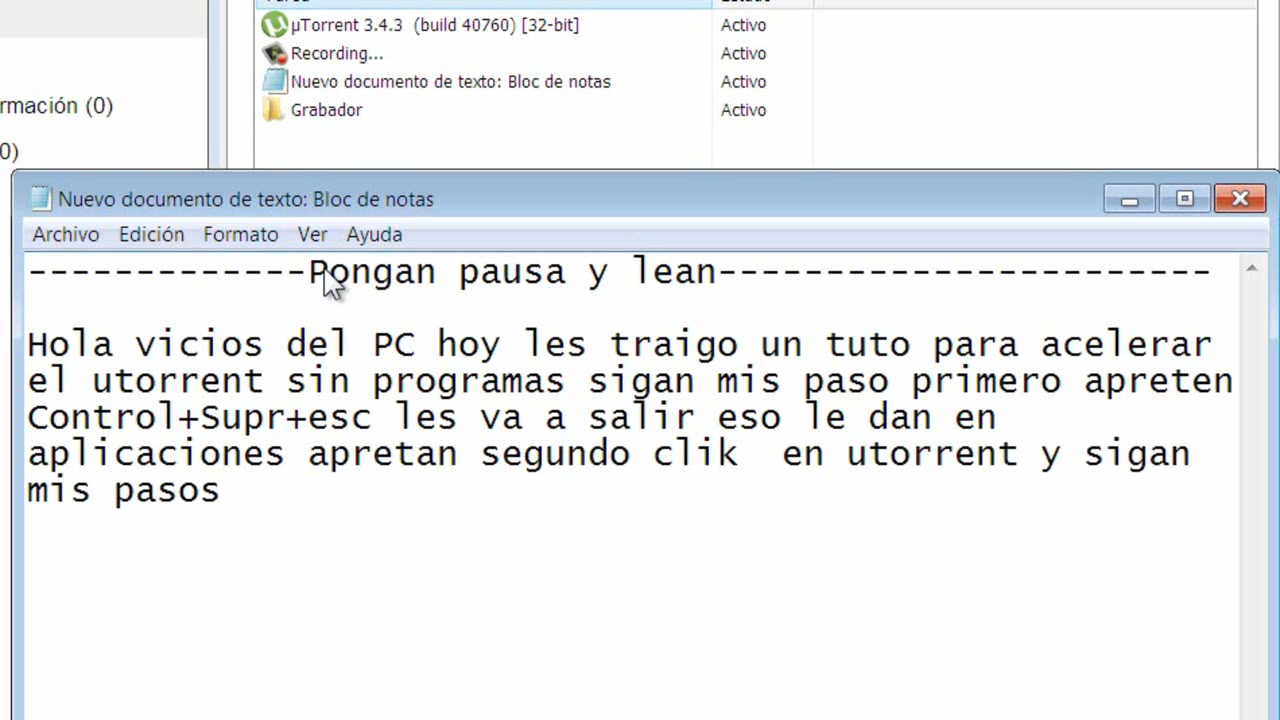 µTorrent 3.4.3 (build 40760) [32-bit] Activo
Recording... Activo
Nuevo documento de texto: Bloc de notas Activo
rmación (0)
Grabador Activo
0)
Nuevo documento de texto: Bloc de notas
Archivo Edición Formato Ver Ayuda
-------------Pongan pausa y lean-----------------------
Hola vicios del PC hoy les traigo un tuto para acelerar
el utorrent sin programas sigan mis paso primero apreten
Control+Supr+esc les va a salir eso le dan en
aplicaciones apretan segundo clik  en utorrent y sigan
mis pasos